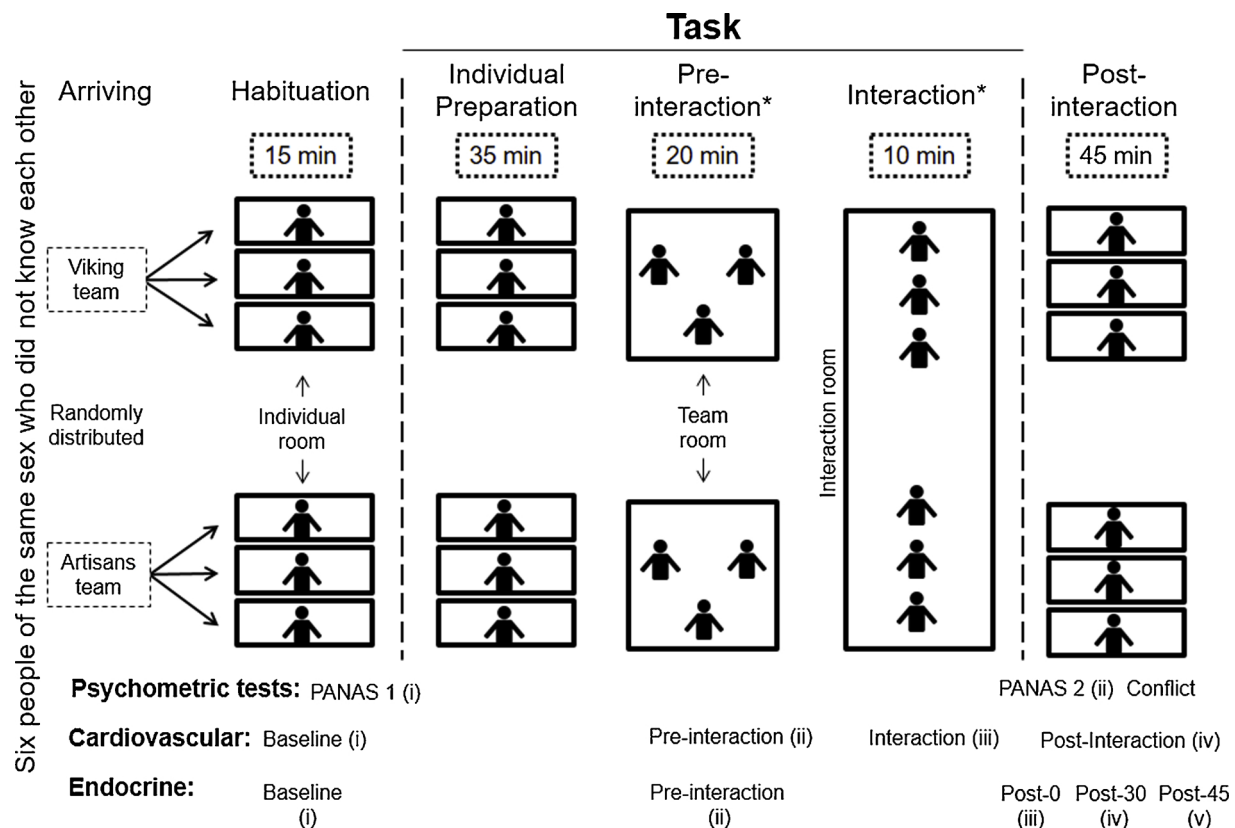 Task
Arriving
Habituation
Individual
Preparation
Pre-
interaction*
Interaction*
Post-
interaction
15 min
35 min
20 min
10 min
45 min
Six people of the same sex who did not know each other
Viking
team
Randomly
distributed
Individual
room
Team
room
Interaction room
Artisans
team
Psychometric tests: PANAS 1 (i) PANAS 2 (ii) Conflict
Cardiovascular: Baseline (i) Pre-interaction (ii) Interaction (iii) Post-Interaction (iv)
Endocrine: Baseline Pre-interaction Post-0 Post-30 Post-45
(i) (ii) (iii) (iv) (v)